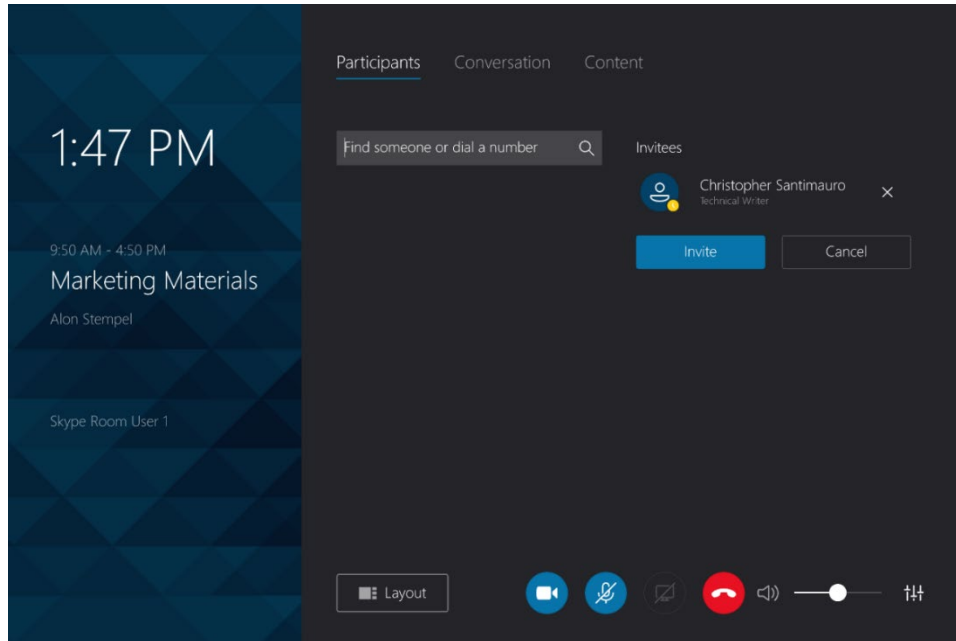 1:47 PM
9:50 AM - 4:50 PM
Marketing Materials
Alon Stempel
Skype Room User 1
Participants Conversation Content
Find someone or dial a number
Invitees
Christopher Santimauro
Technical Writer
Invite Cancel
Layout